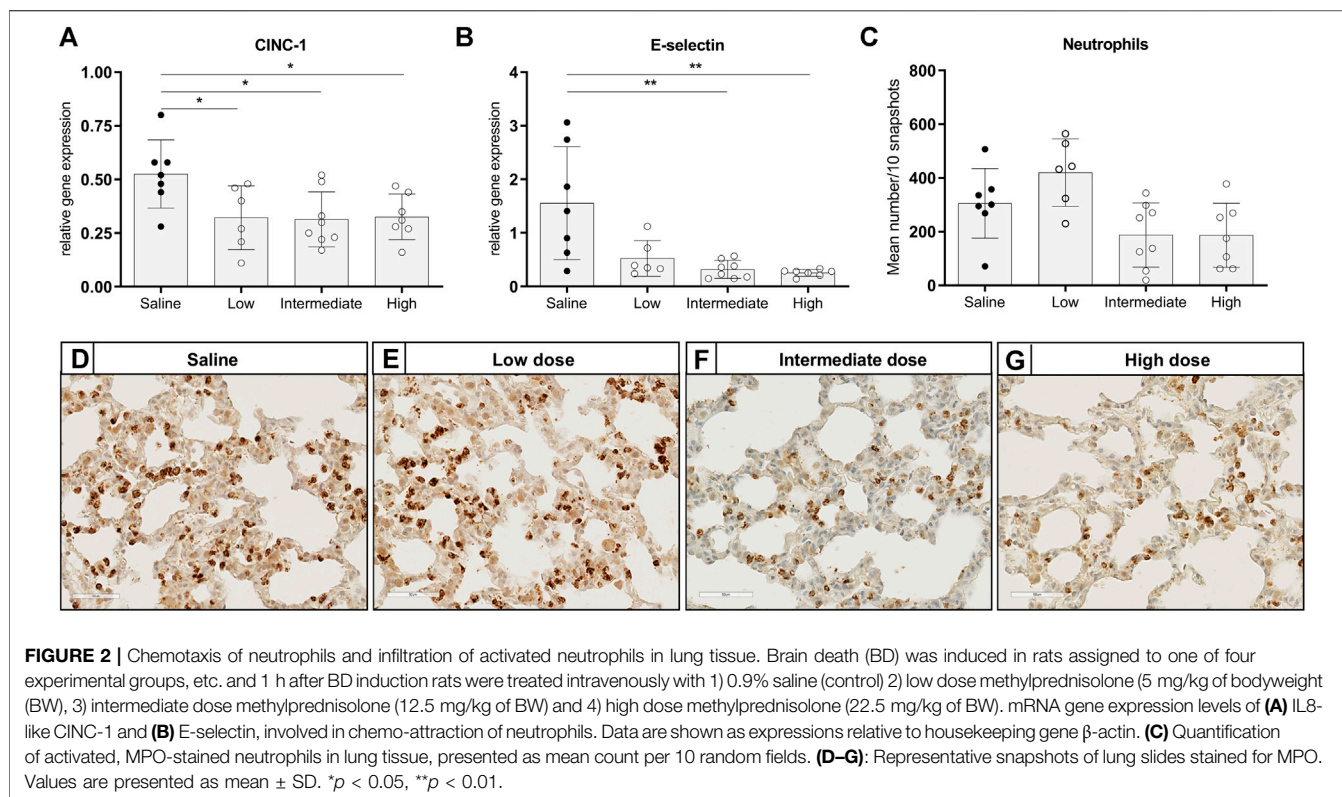 A
CINC-1
*
*
*
relative gene expression
1.00
0.75
0.50
0.25
0.00
Saline Low Intermediate High
B
E-selectin
**
**
relative gene expression
4
3
2
1
0
Saline Low Intermediate High
C
Neutrophils
Mean number/10 snapshots
800
600
400
200
0
Saline Low Intermediate High
D Saline
E Low dose
F Intermediate dose
G High dose
FIGURE 2 | Chemotaxis of neutrophils and infiltration of activated neutrophils in lung tissue. Brain death (BD) was induced in rats assigned to one of four
experimental groups, etc. and 1 h after BD induction rats were treated intravenously with 1) 0.9% saline (control) 2) low dose methylprednisolone (5 mg/kg of bodyweight
(BW), 3) intermediate dose methylprednisolone (12.5 mg/kg of BW) and 4) high dose methylprednisolone (22.5 mg/kg of BW). mRNA gene expression levels of (A) IL8-
like CINC-1 and (B) E-selectin, involved in chemo-attraction of neutrophils. Data are shown as expressions relative to housekeeping gene β-actin. (C) Quantification
of activated, MPO-stained neutrophils in lung tissue, presented as mean count per 10 random fields. (D–G): Representative snapshots of lung slides stained for MPO.
Values are presented as mean ± SD. *p < 0.05, **p < 0.01.